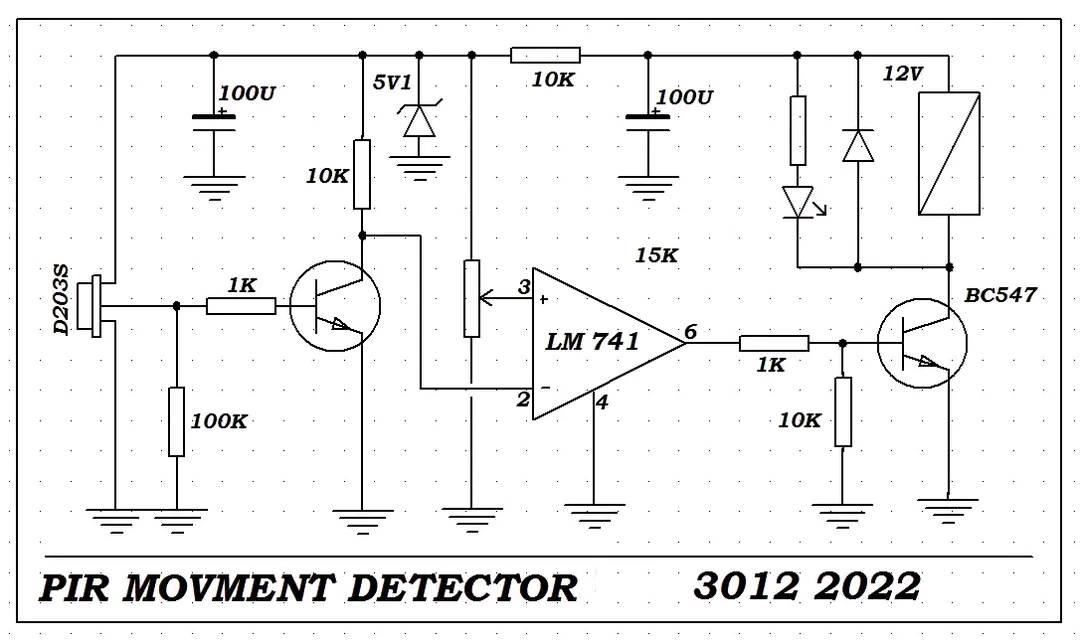 5V1
12V
10K
100U
+
100U
+
10K
15K
D203S
1K
3
+
BC547
LM 741
6
1K
2
−
4
100K
10K
PIR MOVMENT DETECTOR
3012 2022